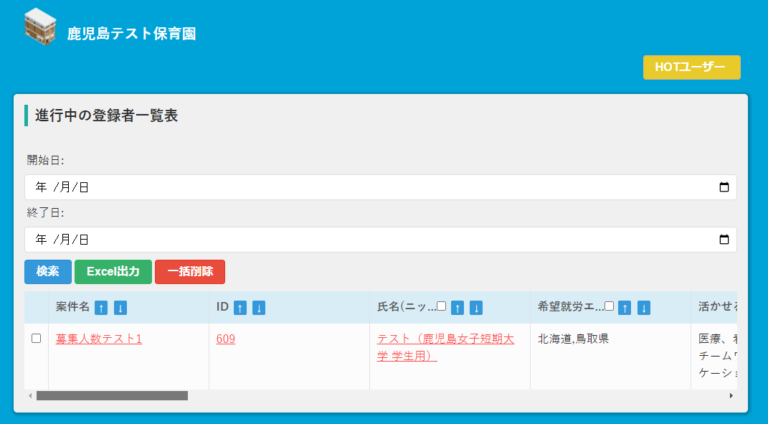 鹿児島テスト保育園
HOTユーザー
進行中の登録者一覧表
開始日:
年 /月/日
終了日:
年 /月/日
検索 Excel出力 一括削除
案件名 ↑ ↓ ID ↑ ↓ 氏名(ニッ... ↑ ↓ 希望就労エ... ↑ ↓ 活かせ
募集人数テスト1 609 テスト（鹿児島女子短期大 北海道,鳥取県 医療、
学 学生用） チーム
ケーショ